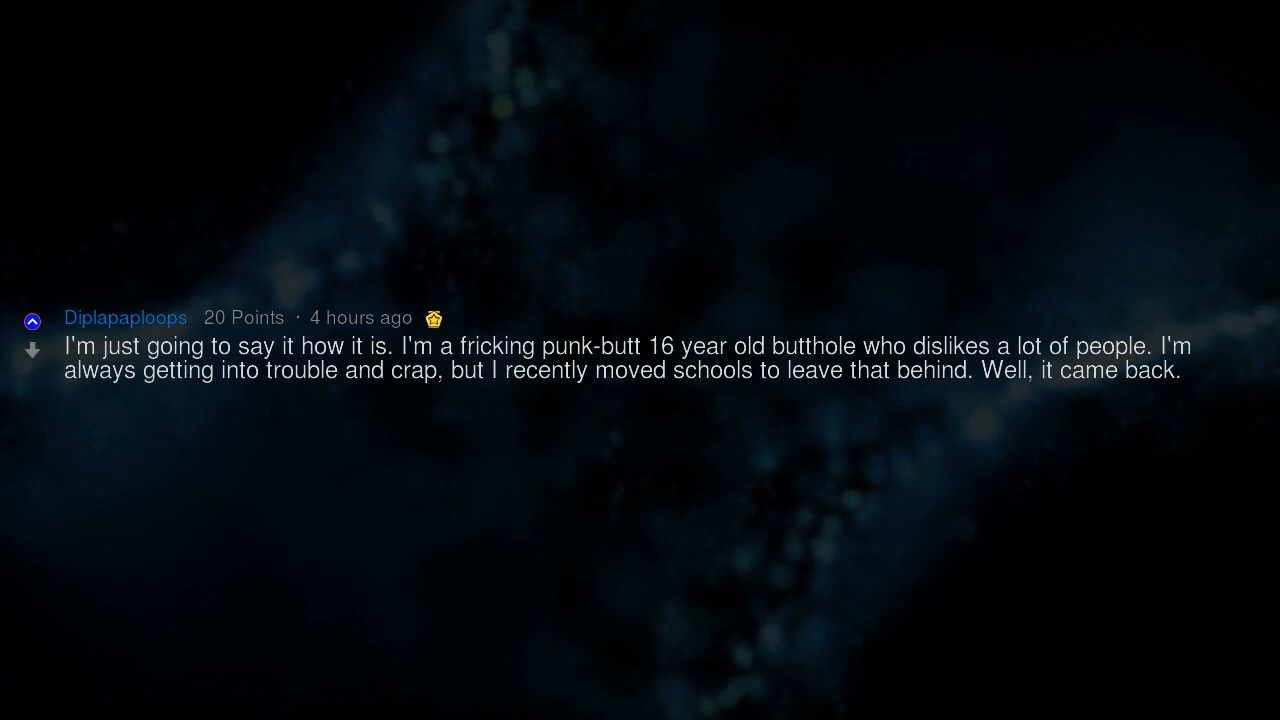 Diplapaploops 20 Points · 4 hours ago
I'm just going to say it how it is. I'm a fricking punk-butt 16 year old butthole who dislikes a lot of people. I'm
always getting into trouble and crap, but I recently moved schools to leave that behind. Well, it came back.